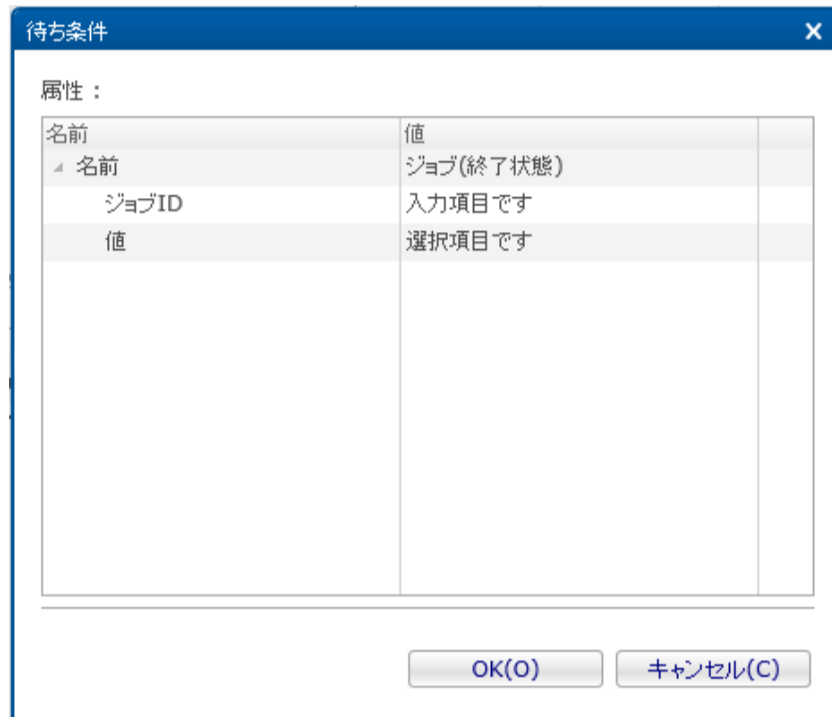 待ち条件
属性：
名前 値
名前 ジョブ(終了状態)
ジョブID 入力項目です
値 選択項目です
OK(O) キャンセル(C)